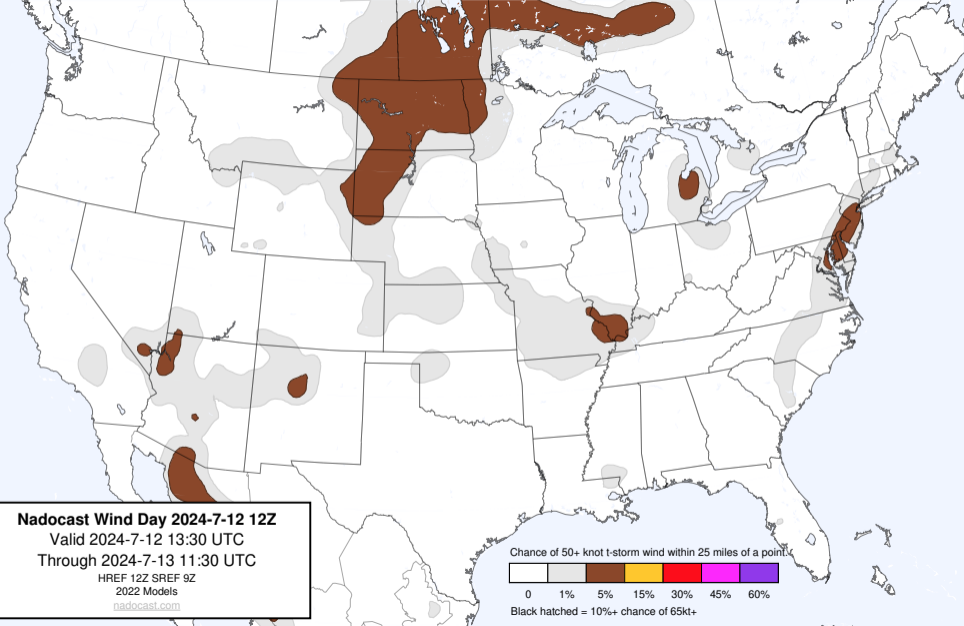 Nadocast Wind Day 2024-7-12 12Z
Valid 2024-7-12 13:30 UTC
Through 2024-7-13 11:30 UTC
HREF 12Z SREF 9Z
2022 Models
nadocast.com
Chance of 50+ knot t-storm wind within 25 miles of a point.
0 1% 5% 15% 30% 45% 60%
Black hatched = 10%+ chance of 65kt+